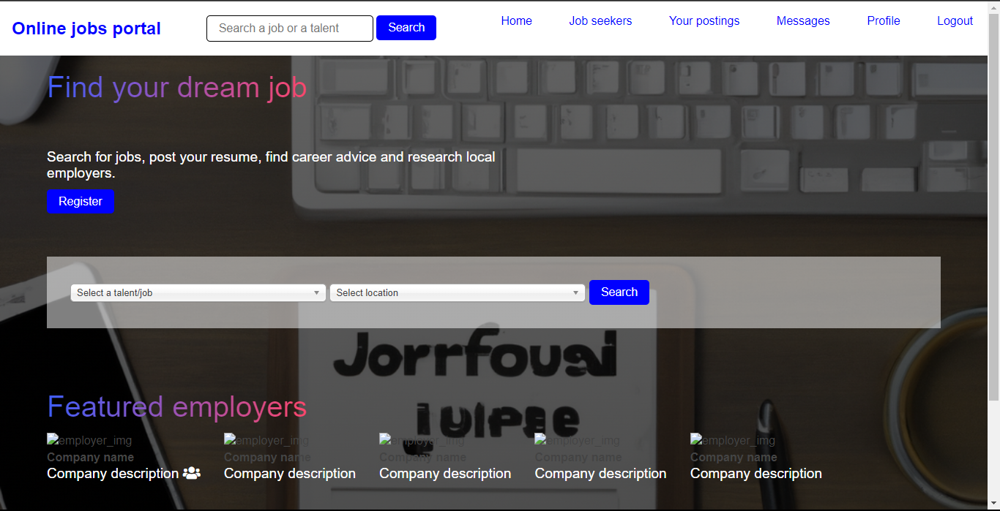 Online jobs portal
Search a job or a talent
Search
Home
Job seekers
Your postings
Messages
Profile
Logout
Find your dream job
Search for jobs, post your resume, find career advice and research local
employers.
Register
Select a talent/job
Select location
Search
Featured employers
employer_img
employer_img
employer_img
employer_img
employer_img
Company name
Company name
Company name
Company name
Company name
Company description
Company description
Company description
Company description
Company description